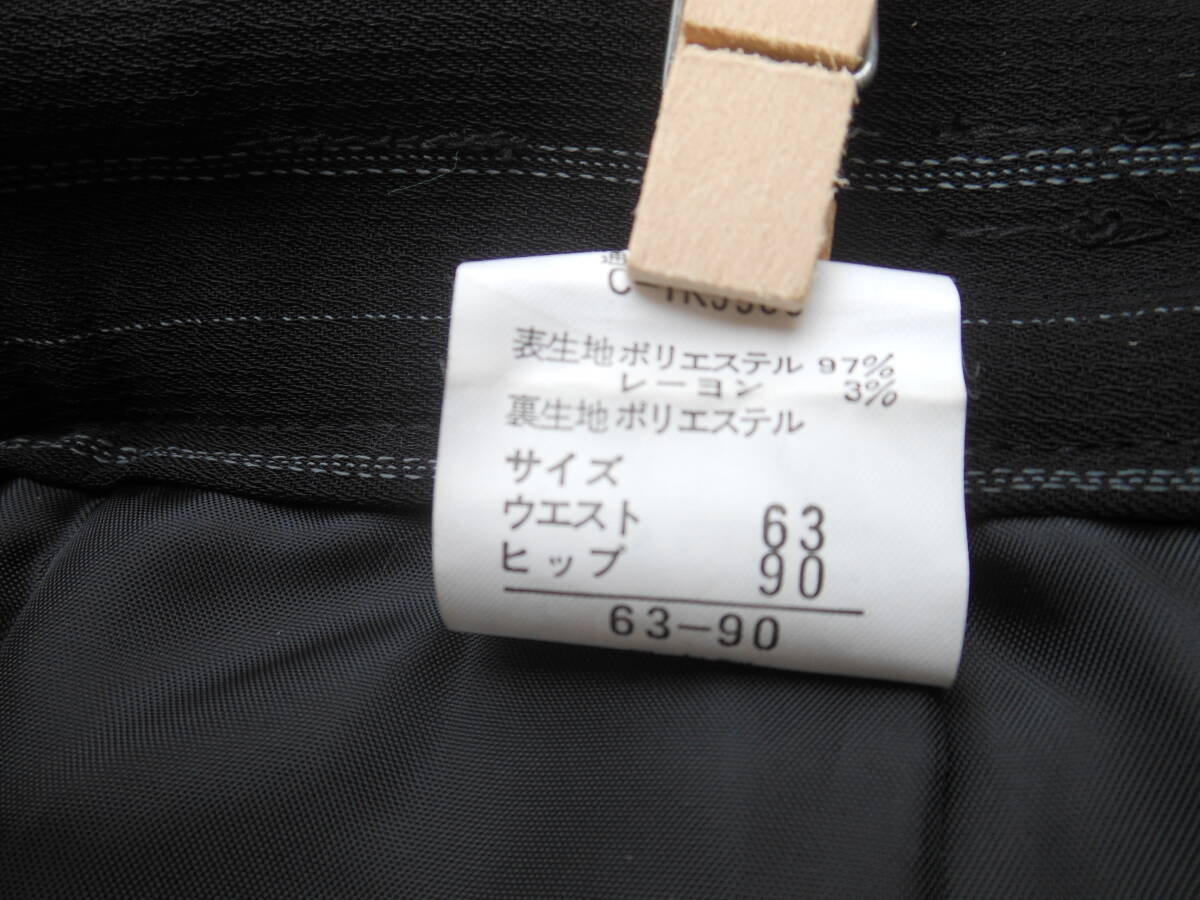 表生地 ポリエステル 97%
レーヨン 3%
裏生地 ポリエステル
サイズ
ウエスト 63
ヒップ 90
63-90